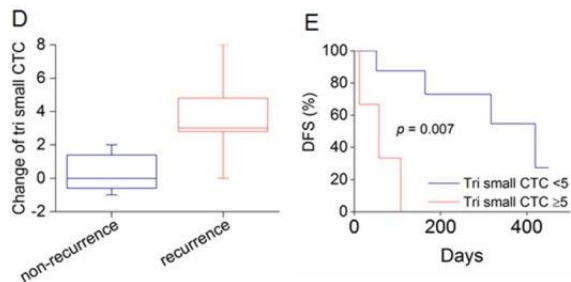 D
Change of tri small CTC
8
6
4
2
0
-2
non-recurrence
recurrence
E
DFS (%)
100
80
60
40
20
0
p = 0.007
Tri small CTC <5
Tri small CTC ≥5
0
200
400
Days